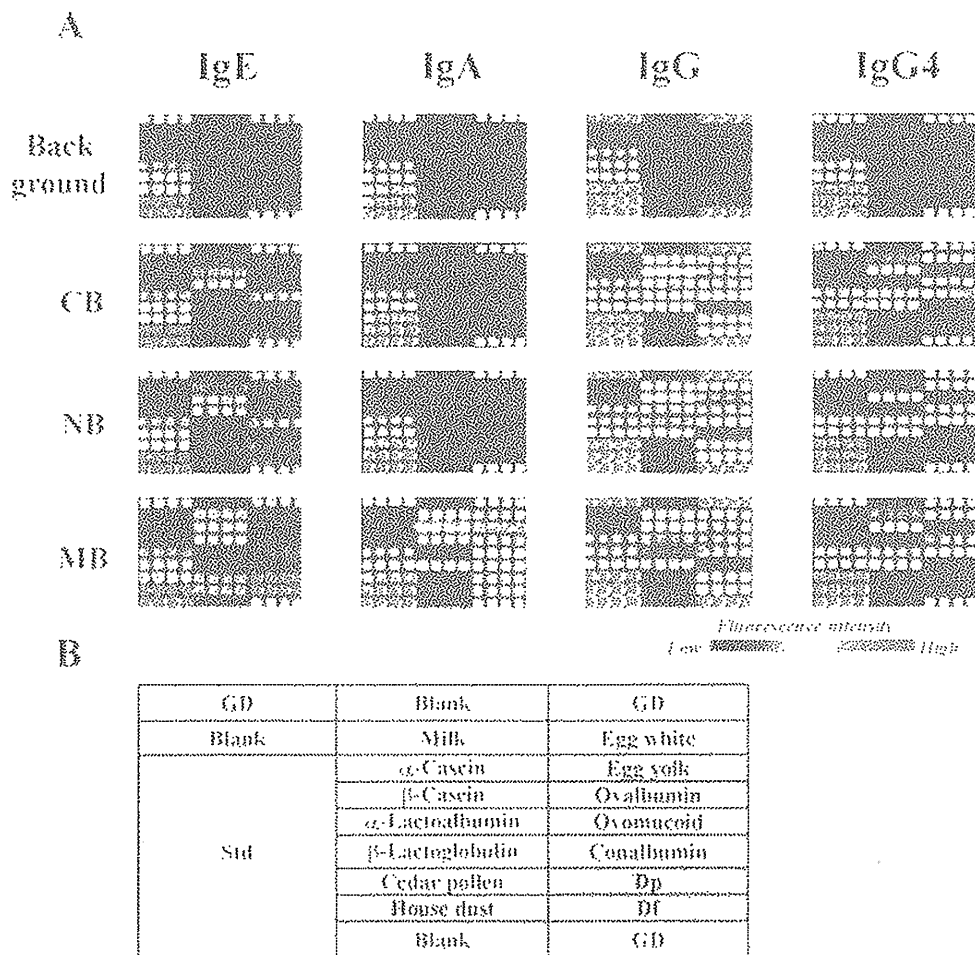 A
IgE IgA IgG IgG4
Back
ground
CB
NB
MB
Fluorescence intensity
Low High
B
GD Blank GD
Blank Milk Egg white
Std α-Casein Egg yolk
β-Casein Ovalbumin
α-Lactoalbumin Ovomucoid
β-Lactoglobulin Conalbumin
Cedar pollen Dp
House dust Df
Blank GD